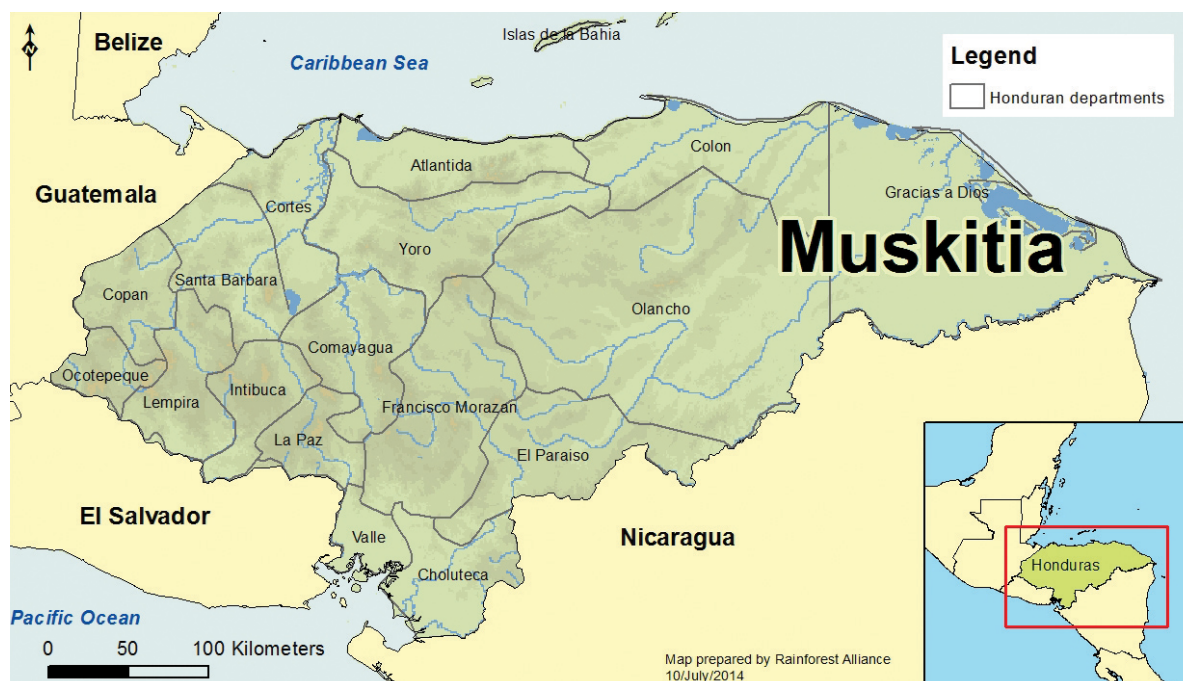 Belize
Islas de la Bahia
Caribbean Sea
Legend
Honduran departments
N
Guatemala
Atlantida
Colon
Gracias a Dios
Cortes
Muskitia
Yoro
Santa Barbara
Copan
Olancho
Comayagua
Ocotepeque
Intibuca
Lempira
Francisco Morazan
La Paz
El Paraiso
El Salvador
Valle
Nicaragua
Choluteca
Honduras
Pacific Ocean
0 50 100 Kilometers
Map prepared by Rainforest Alliance
10/July/2014